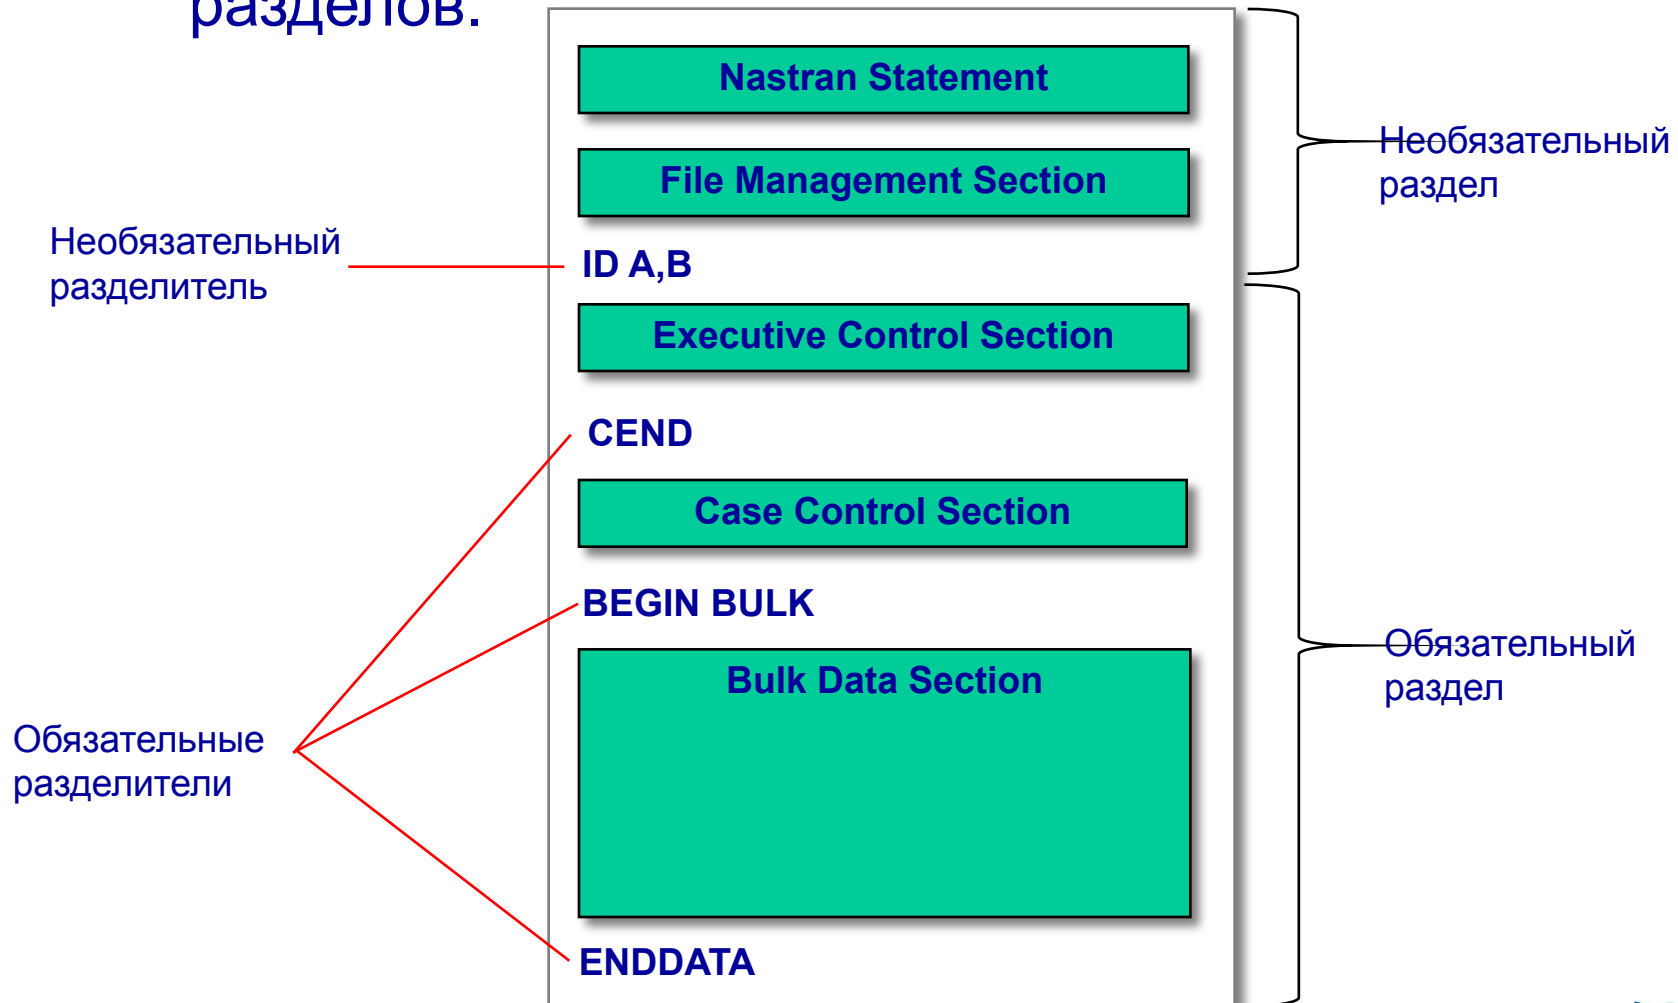 разделов.
Nastran Statement
File Management Section
Необязательный
раздел
Необязательный
разделитель
ID A,B
Executive Control Section
CEND
Case Control Section
BEGIN BULK
Bulk Data Section
Обязательный
раздел
Обязательные
разделители
ENDDATA